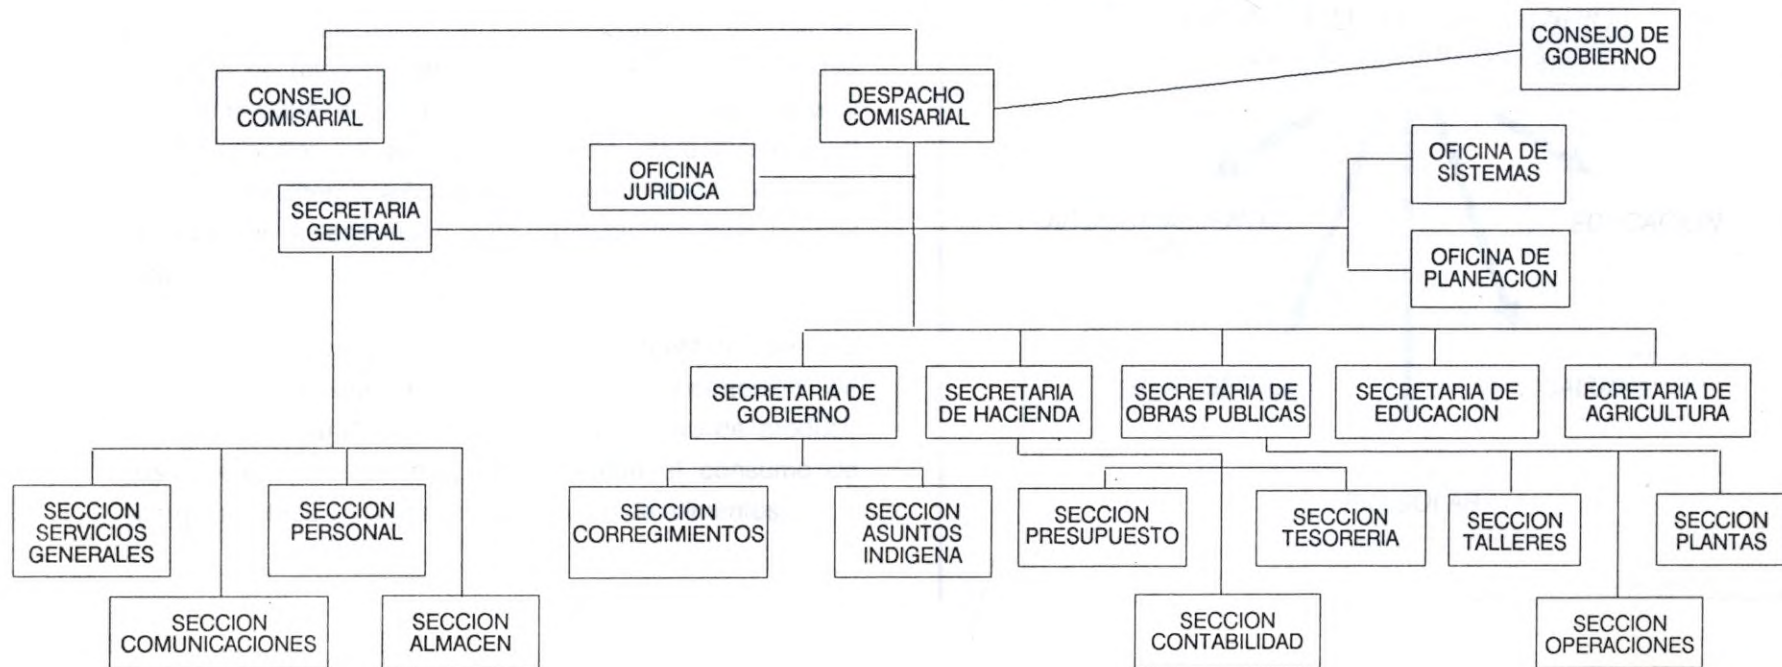 CONSEJO DE
GOBIERNO
CONSEJO
COMISARIAL
DESPACHO
COMISARIAL
OFICINA
JURIDICA
OFICINA DE
SISTEMAS
SECRETARIA
GENERAL
OFICINA DE
PLANEACION
SECRETARIA DE
GOBIERNO
SECRETARIA
DE HACIENDA
SECRETARIA DE
OBRAS PUBLICAS
SECRETARIA DE
EDUCACION
ECRETARIA DE
AGRICULTURA
SECCION
SERVICIOS
GENERALES
SECCION
PERSONAL
SECCION
CORREGIMIENTOS
SECCION
ASUNTOS
INDIGENA
SECCION
PRESUPUESTO
SECCION
TESORERIA
SECCION
TALLERES
SECCION
PLANTAS
SECCION
COMUNICACIONES
SECCION
ALMACEN
SECCION
CONTABILIDAD
SECCION
OPERACIONES